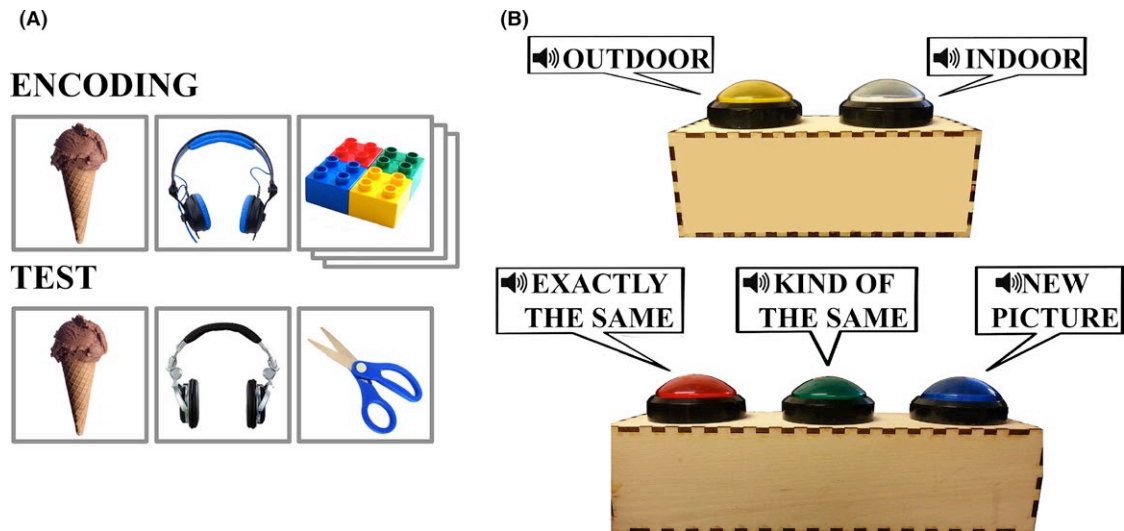 (A)
ENCODING
TEST
(B)
OUTDOOR
INDOOR
EXACTLY
THE SAME
KIND OF
THE SAME
NEW
PICTURE